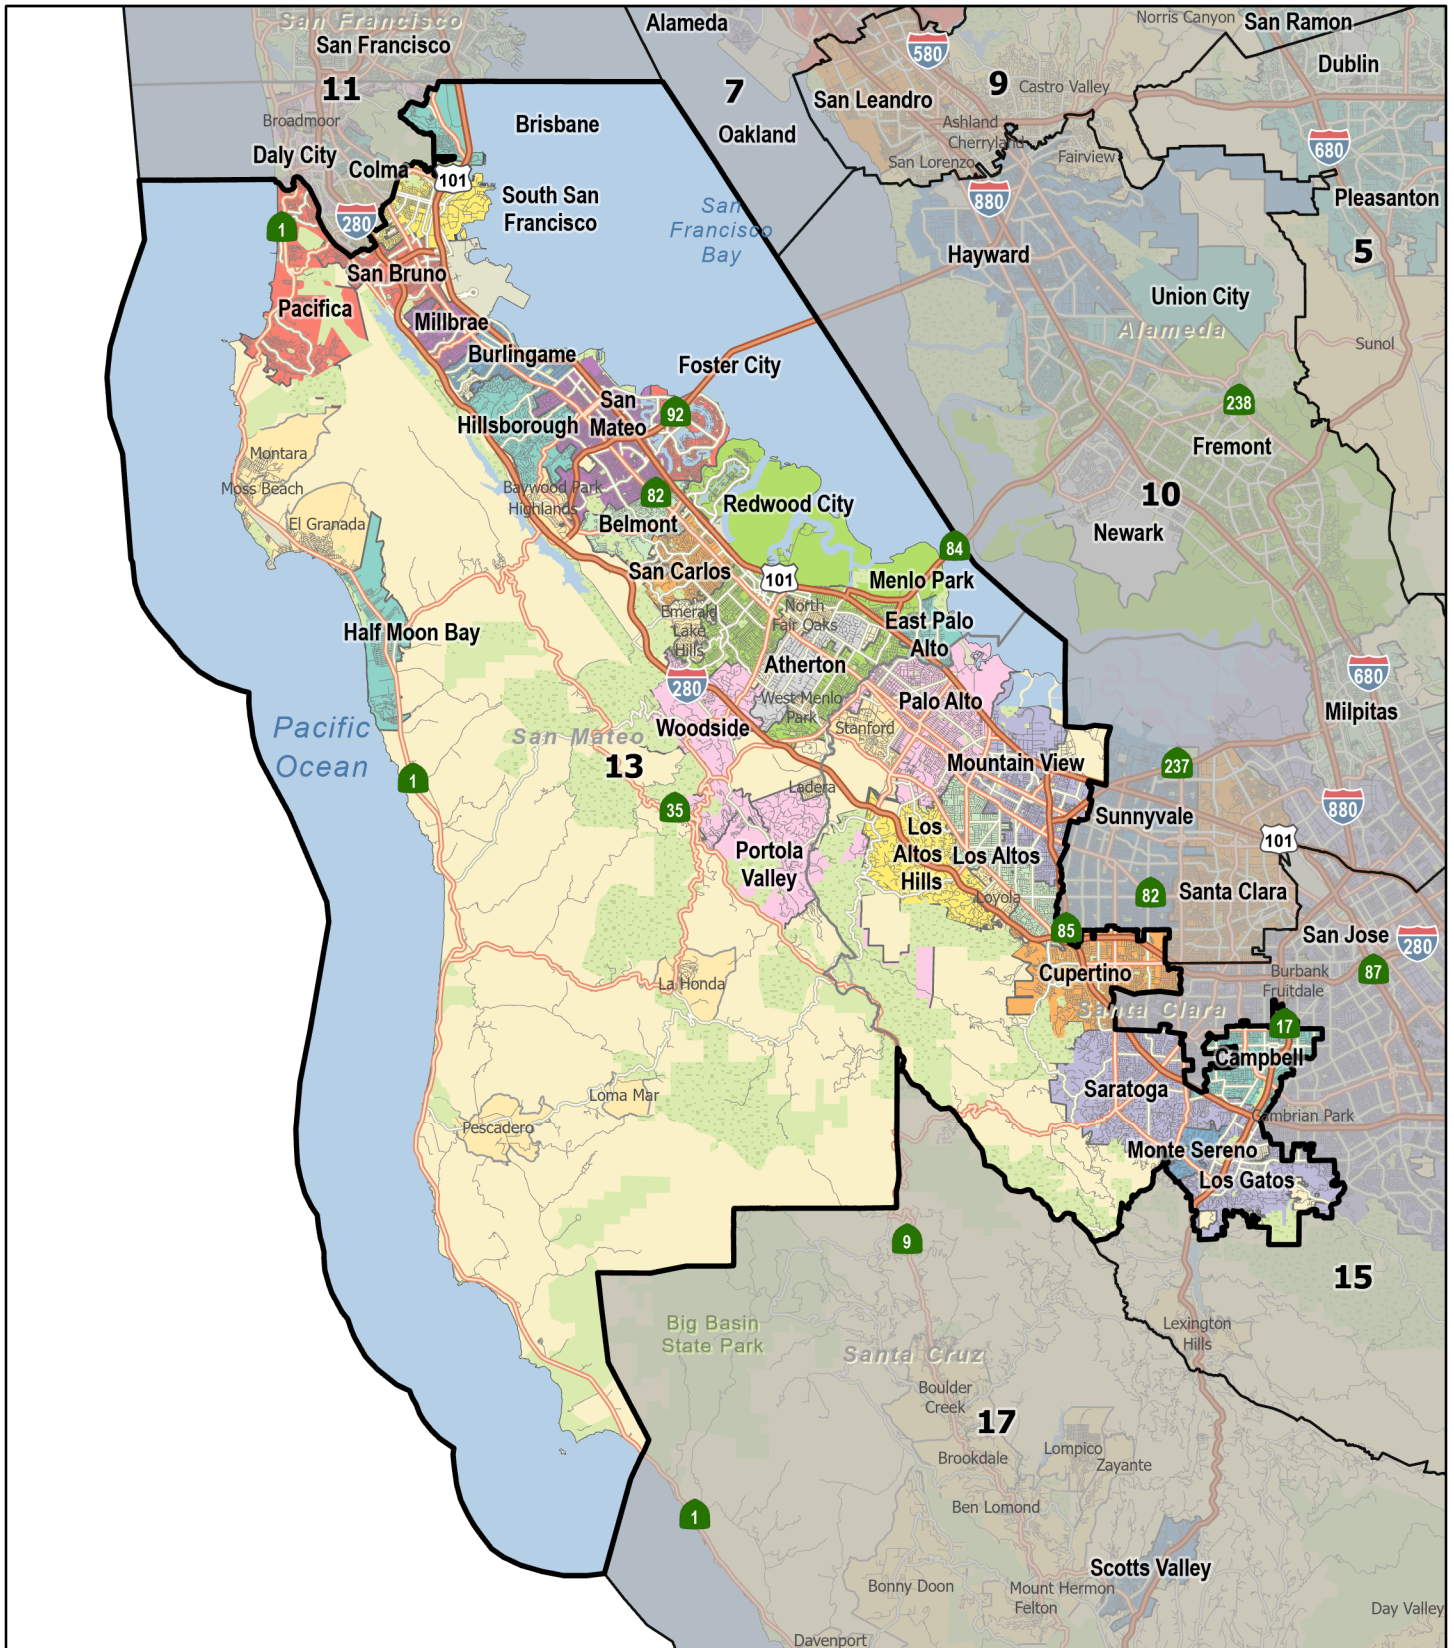 San Francisco
San Francisco
11
Broadmoor
Daly City
Colma
Alameda
7
Oakland
580
9
Castro Valley
Norris Canyon
San Ramon
Dublin
San Leandro
Ashland
Cherryland
San Lorenzo
Fairview
680
Pleasanton
5
880
Hayward
Union City
Alameda
Sunol
238
Fremont
10
Newark
Brisbane
101
South San
Francisco
San
Francisco
Bay
280
1
San Bruno
Pacifica
Millbrae
Burlingame
Foster City
San
Mateo
92
Hillsborough
Montara
Moss Beach
El Granada
Baywood Park
Highlands
82
Belmont
Redwood City
84
San Carlos
101
Menlo Park
Emerald
Lake
Hills
North
Fair Oaks
East Palo
Alto
Half Moon Bay
Atherton
280
West Menlo
Park
Palo Alto
Stanford
Woodside
680
Milpitas
Pacific
Ocean
San Mateo
13
1
35
Ladera
Mountain View
237
880
Sunnyvale
101
Portola
Valley
Los
Altos
Hills
Los Altos
Loyola
82
Santa Clara
85
San Jose
280
87
Cupertino
Burbank
Fruitdale
La Honda
Santa Clara
17
Campbell
Saratoga
Loma Mar
Pescadero
Cambrian Park
Monte Sereno
Los Gatos
9
15
Big Basin
State Park
Santa Cruz
Lexington
Hills
Boulder
Creek
17
Brookdale
Lompico
Zayante
Ben Lomond
1
Scotts Valley
Bonny Doon
Mount Hermon
Felton
Day Valley
Davenport